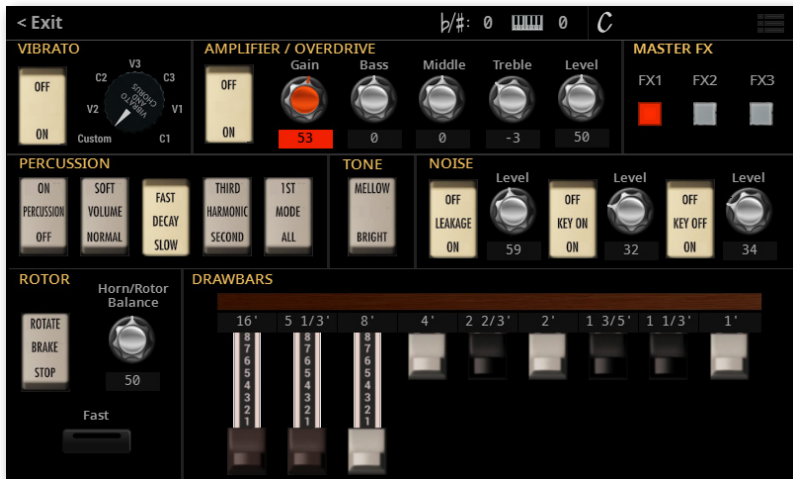 < Exit
b/#: 0 0 C
VIBRATO
OFF
ON
V3
C2 C3
V2 V1
Custom C1
VIBRATO AND CHORUS
AMPLIFIER / OVERDRIVE
OFF
ON
Gain Bass Middle Treble Level
53 0 0 -3 50
MASTER FX
FX1 FX2 FX3
PERCUSSION
ON
PERCUSSION
OFF
SOFT
VOLUME
NORMAL
FAST
DECAY
SLOW
THIRD
HARMONIC
SECOND
1ST
MODE
ALL
TONE
MELLOW
BRIGHT
NOISE
OFF
LEAKAGE
ON
Level
59
OFF
KEY ON
ON
Level
32
OFF
KEY OFF
ON
Level
34
ROTOR
ROTATE
BRAKE
STOP
Horn/Rotor
Balance
50
Fast
DRAWBARS
16' 5 1/3' 8' 4' 2 2/3' 2' 1 3/5' 1 1/3' 1'
8 8 8
7 7 7
6 6 6
5 5 5
4 4 4
3 3 3
2 2 2
1 1 1